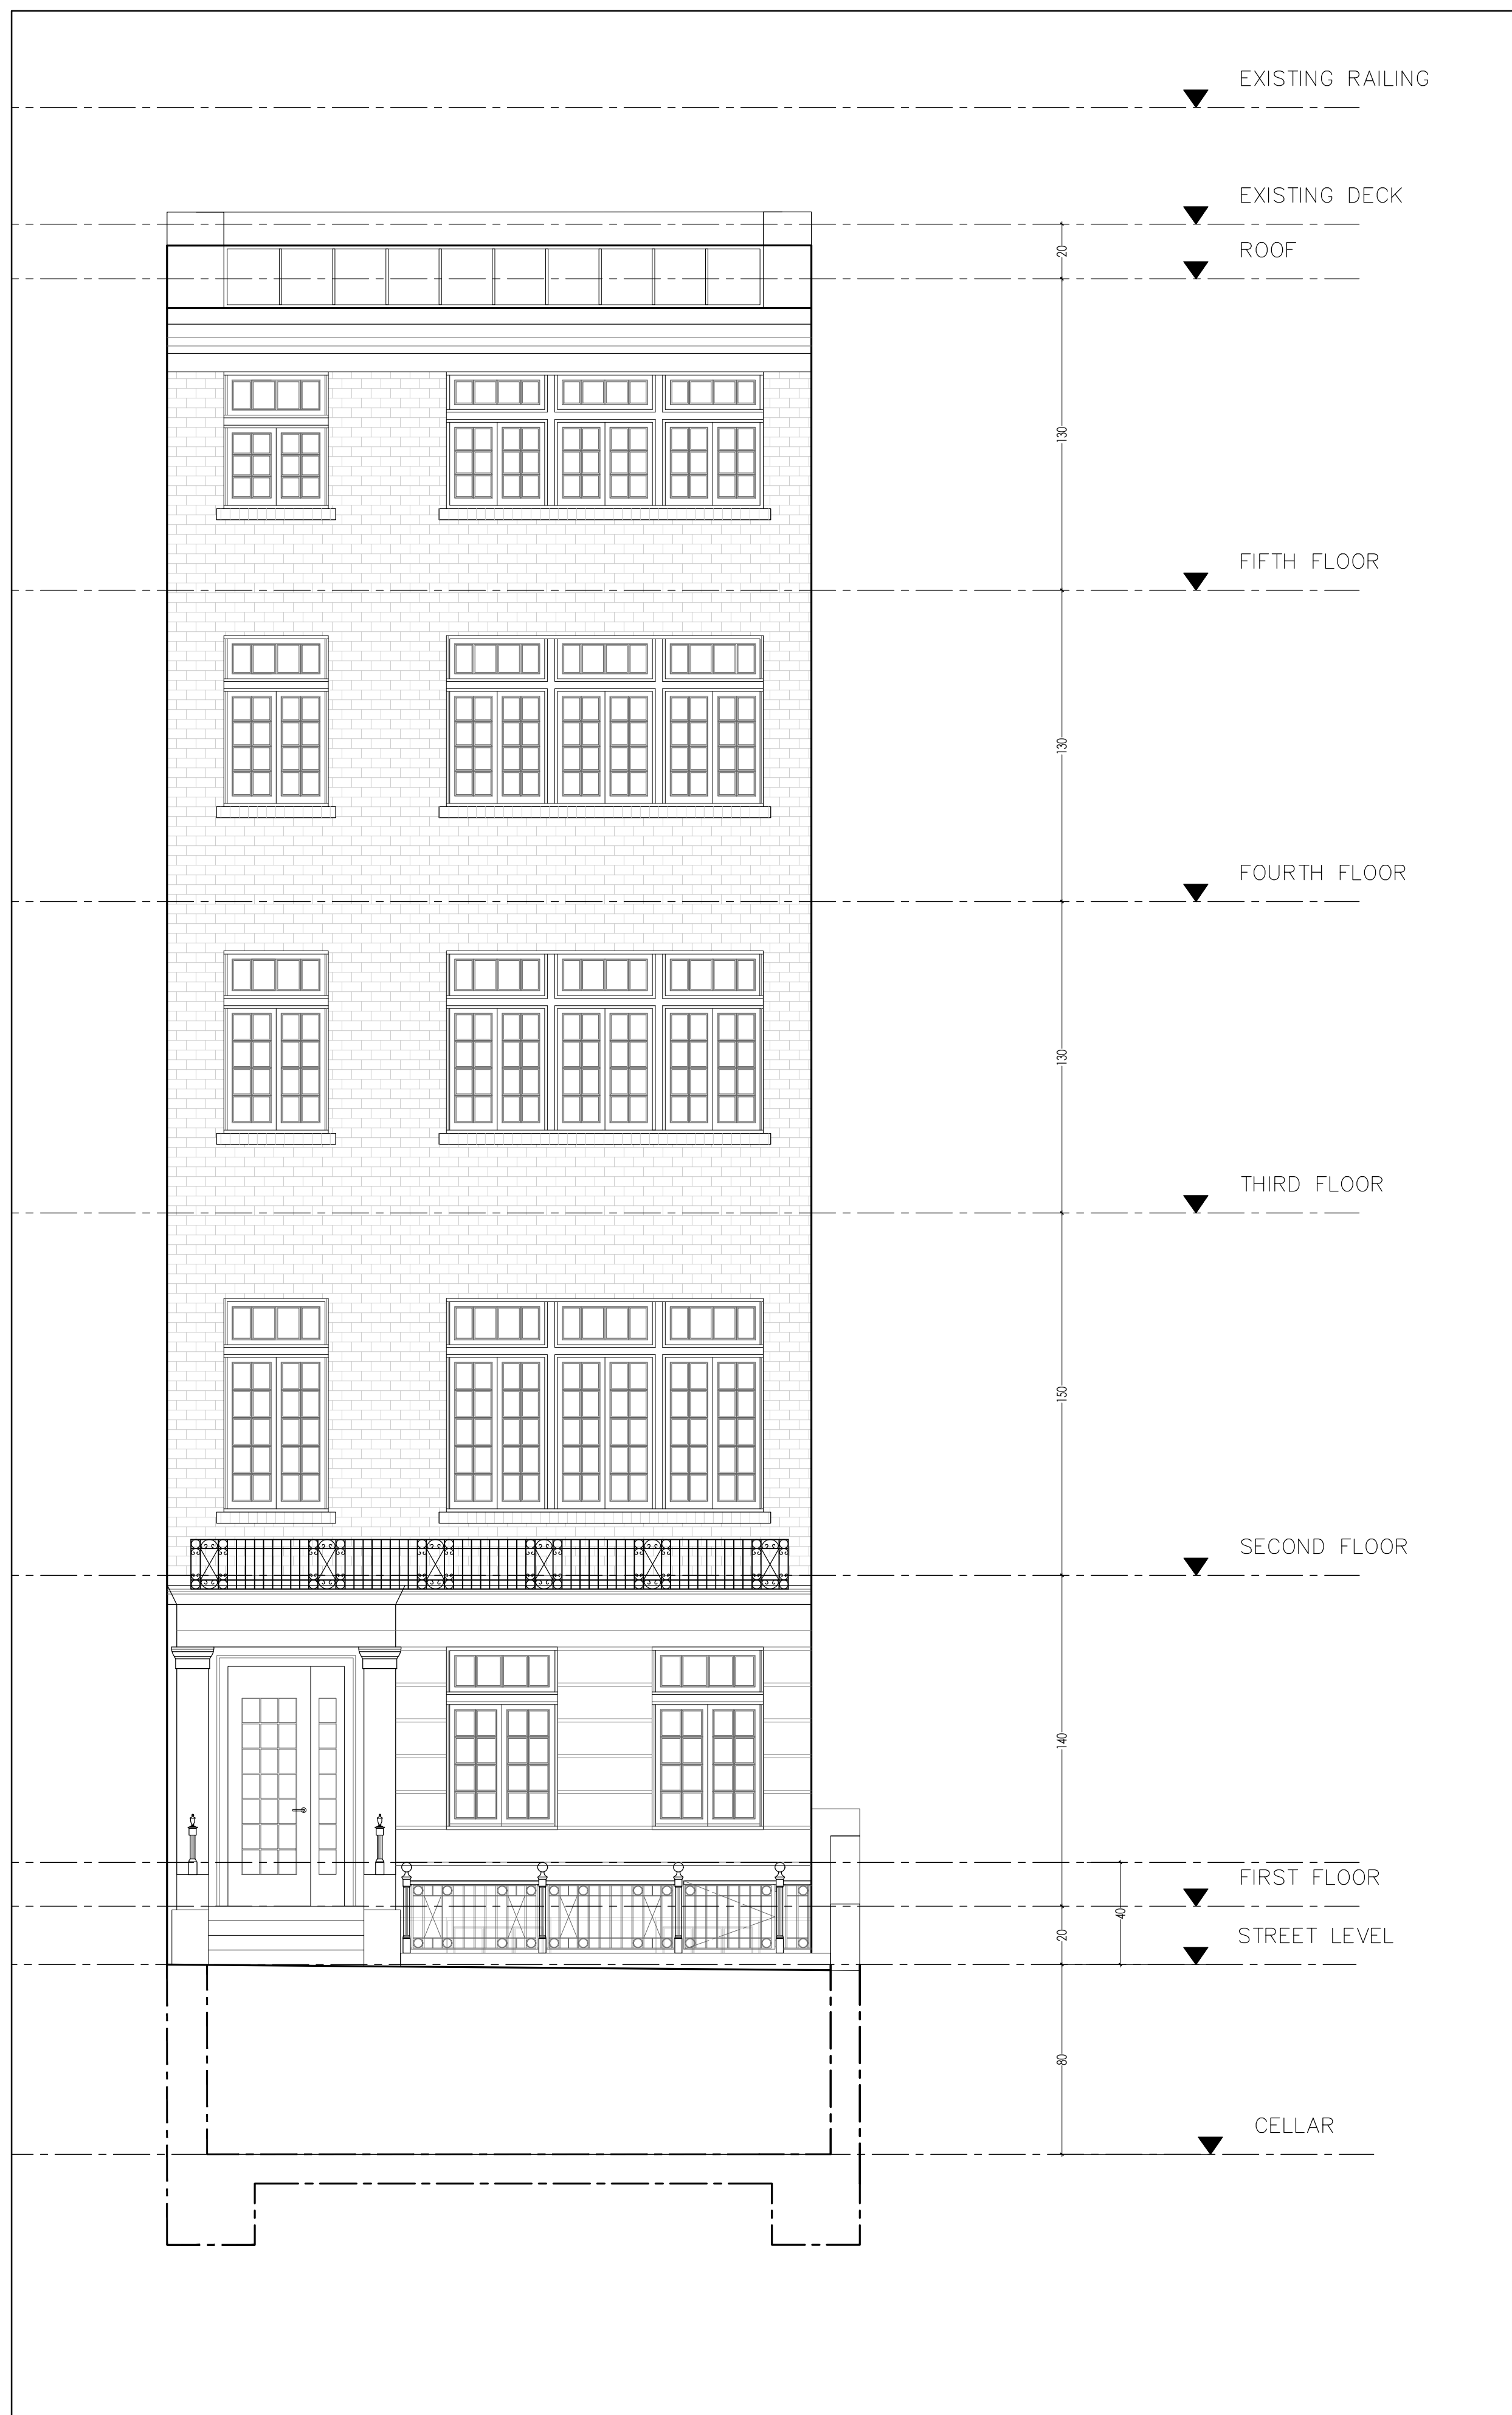 EXISTING RAILING
EXISTING DECK
20
ROOF
130
FIFTH FLOOR
130
FOURTH FLOOR
130
THIRD FLOOR
150
SECOND FLOOR
140
FIRST FLOOR
40
20
STREET LEVEL
80
CELLAR